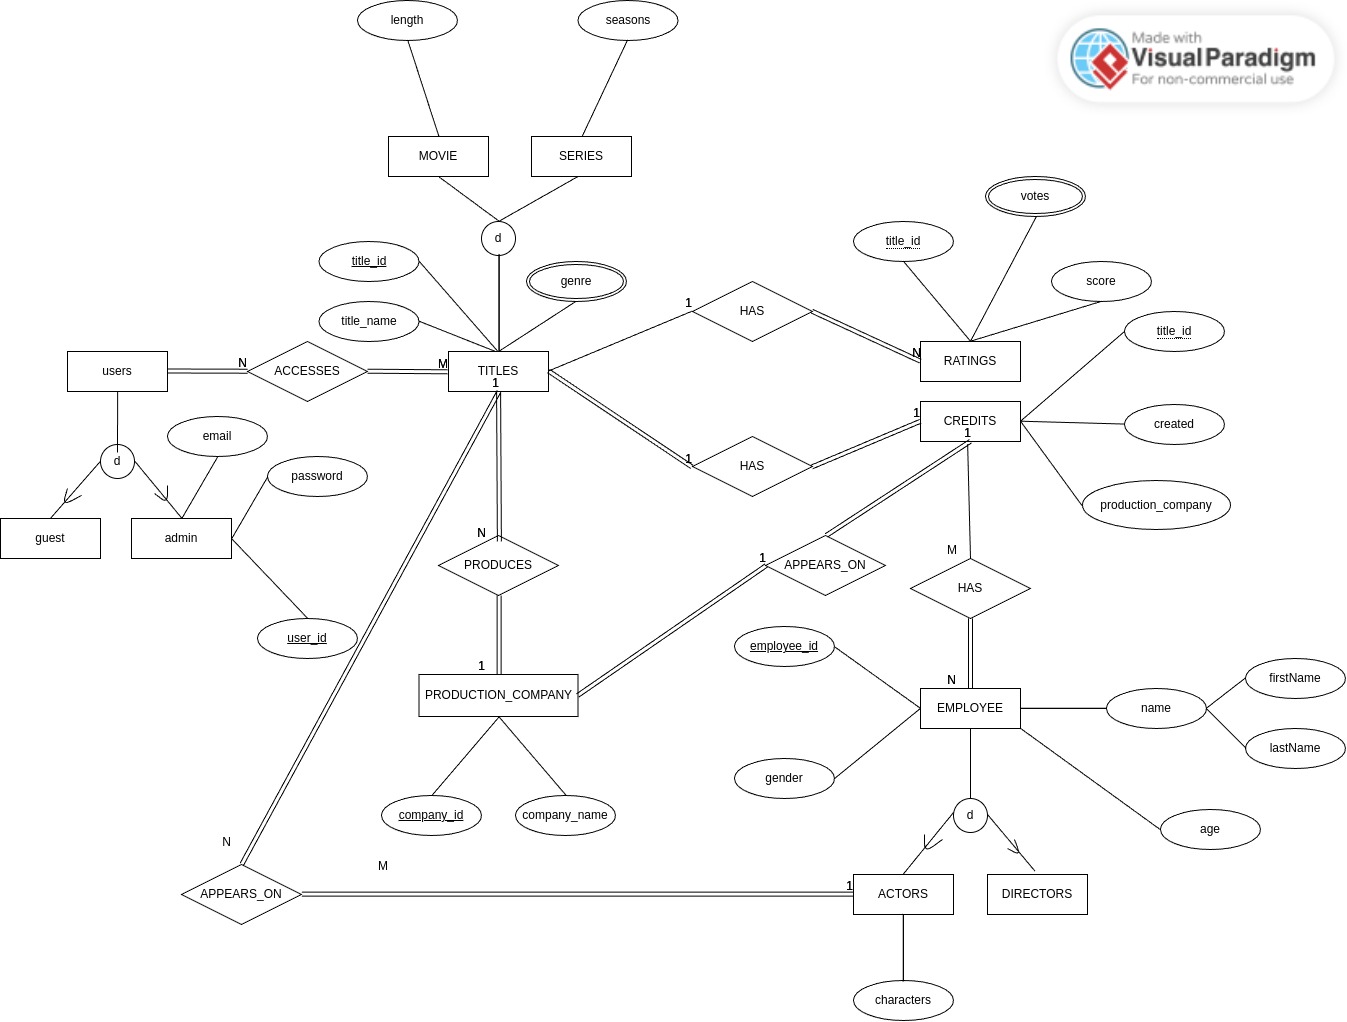 length
seasons
Made with
Visual Paradigm
For non-commercial use
MOVIE
SERIES
votes
d
title_id
title_id
genre
score
title_name
1
HAS
title_id
N
RATINGS
users
N
ACCESSES
M
TITLES
1
1
CREDITS
1
created
email
d
1
HAS
password
production_company
guest
admin
N
PRODUCES
1
APPEARS_ON
M
HAS
user_id
employee_id
1
PRODUCTION_COMPANY
N
EMPLOYEE
name
firstName
lastName
gender
company_id
company_name
d
age
N
M
APPEARS_ON
1
ACTORS
DIRECTORS
characters